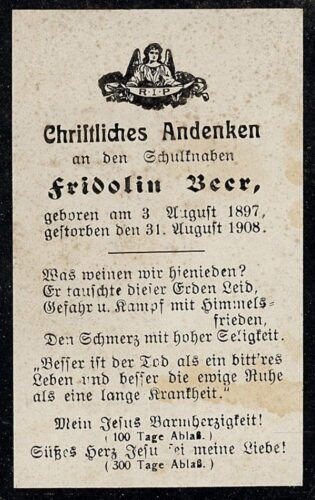 R·I·P
Christliches Andenken
an den Schulknaben
Fridolin Beer,
geboren am 3 August 1897,
gestorben den 31. August 1908.
Was weinen wir hienieden?
Er tauschte dieser Erden Leid,
Gefahr u. Kampf mit Himmels-
frieden,
Den Schmerz mit hoher Seligkeit.
„Besser ist der Tod als ein bitt'res
Leben und besser die ewige Ruhe
als eine lange Krankheit.“
Mein Jesus Barmherzigkeit!
(100 Tage Ablaß.)
Süßes Herz Jesu sei meine Liebe!
(300 Tage Ablaß.)